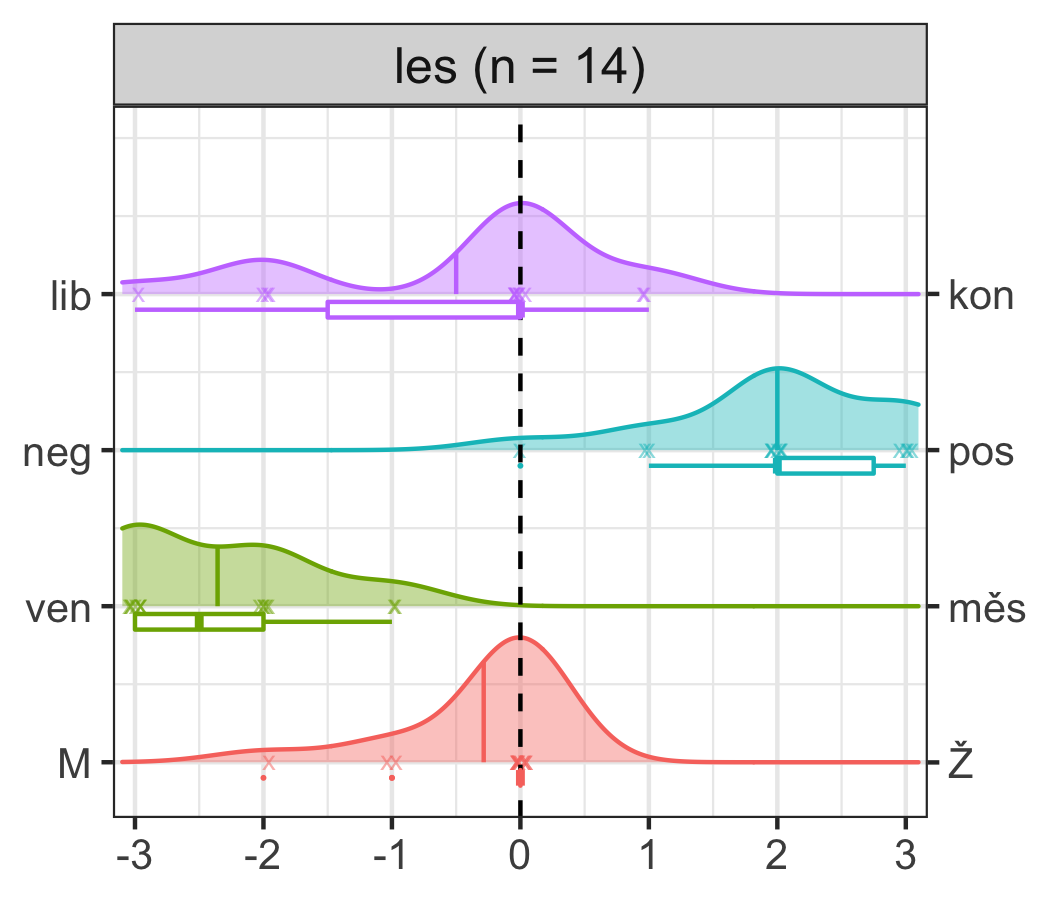 les (n = 14)
lib kon
neg pos
ven měs
M Ž
-3 -2 -1 0 1 2 3